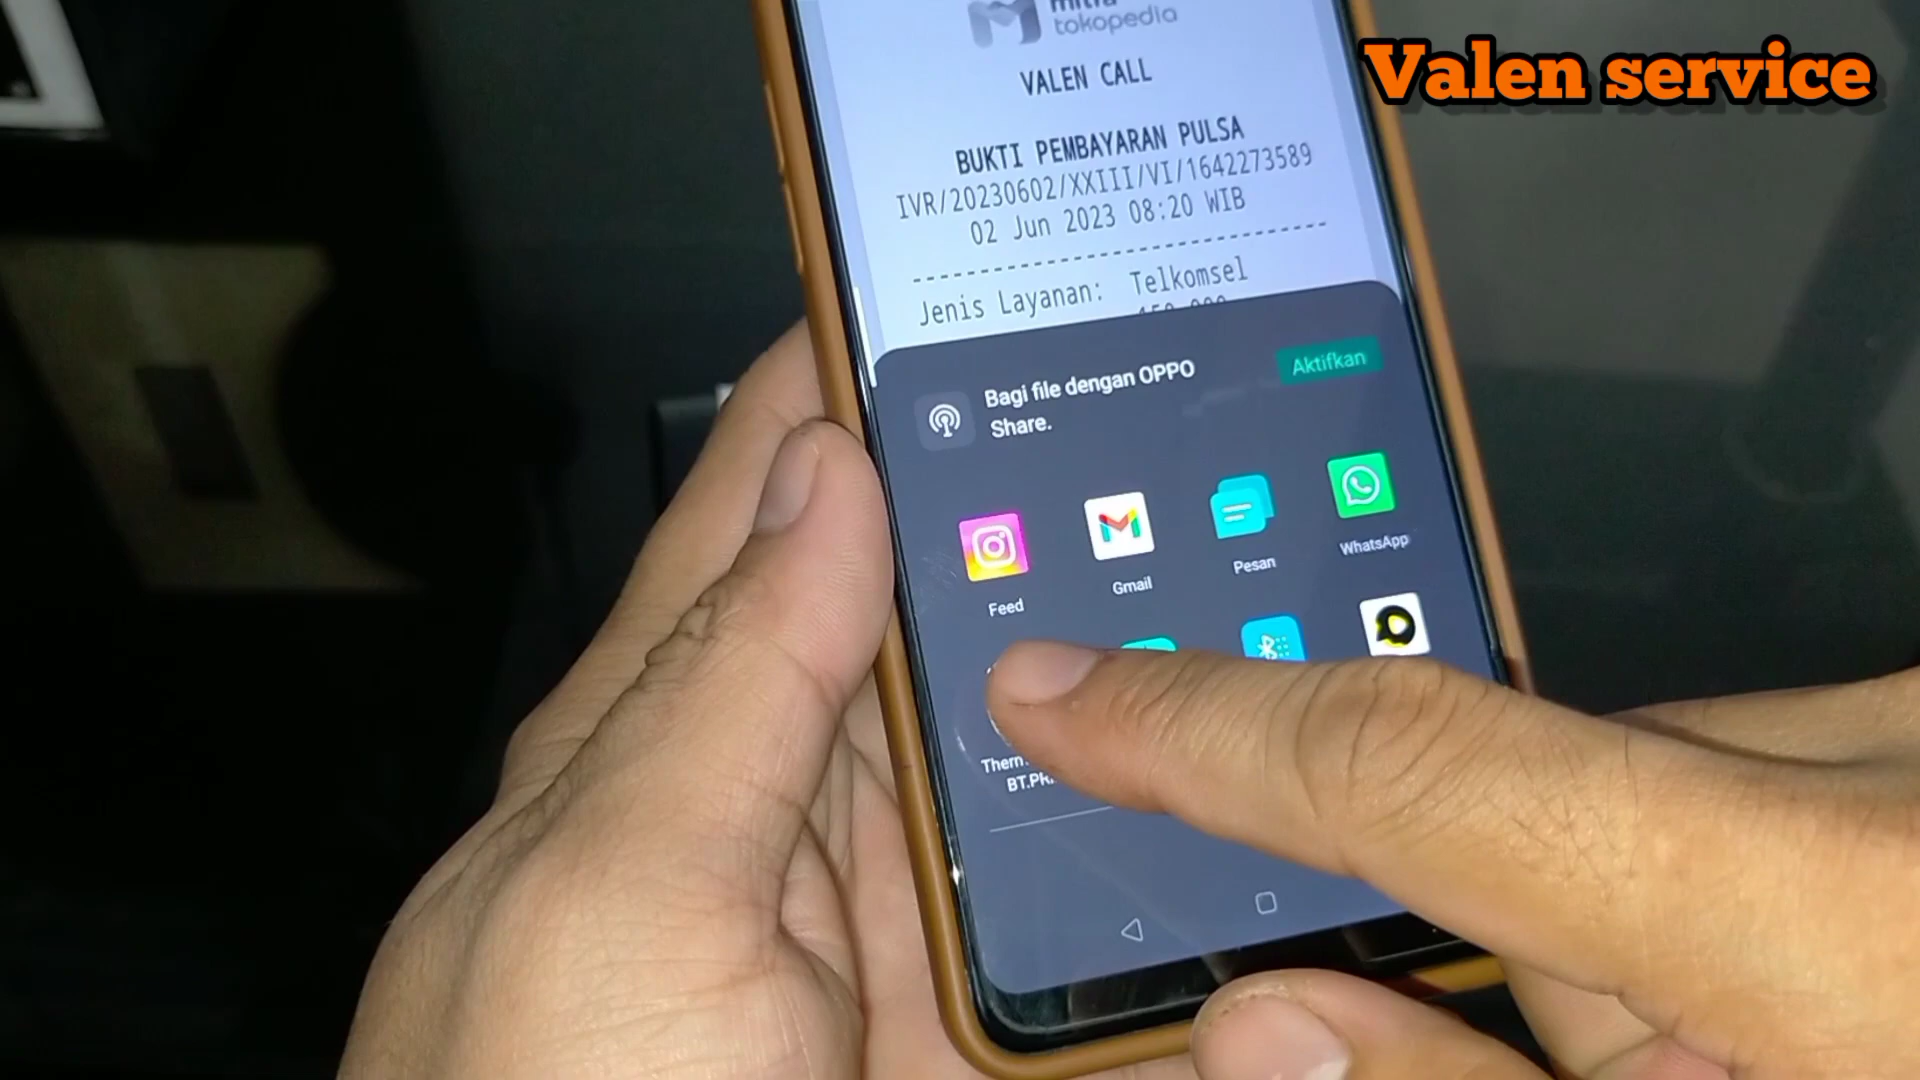 Valen service
mitra
tokopedia
VALEN CALL
BUKTI PEMBAYARAN PULSA
IVR/20230602/XXIII/VI/1642273589
02 Jun 2023 08:20 WIB
Jenis Layanan: Telkomsel
Bagi file dengan OPPO
Share.
Aktifkan
Feed
Gmail
Pesan
WhatsApp